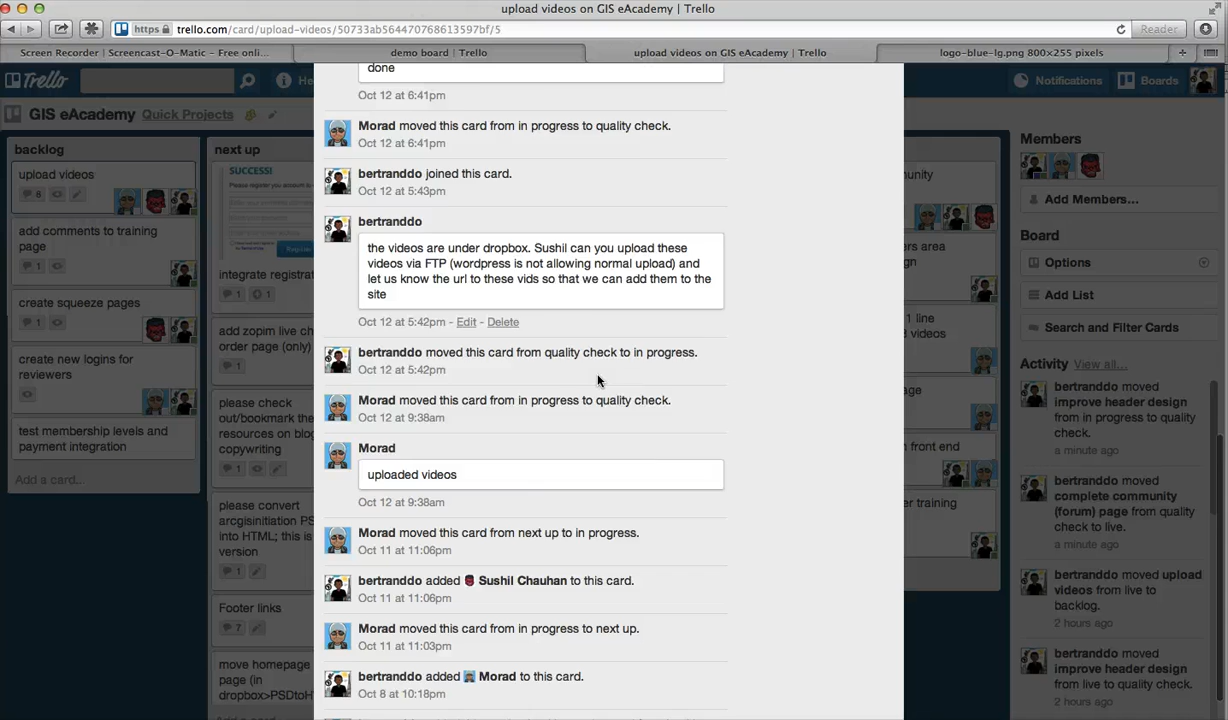 upload videos on GIS eAcademy | Trello
https trello.com/card/upload-videos/50733ab564470768613597bf/5
Reader
Screen Recorder | Screencast-O-Matic - Free onli...
demo board | Trello
upload videos on GIS eAcademy | Trello
logo-blue-lg.png 800×255 pixels
Trello
He
Notifications
Boards
GIS eAcademy Quick Projects
backlog
upload videos
8
add comments to training
page
1
create squeeze pages
1
create new logins for
reviewers
test membership levels and
payment integration
Add a card...
next up
SUCCESS!
integrate registrat
1 1
add zopim live ch
order page (only)
1
please check
out/bookmark the
resources on blog
copywriting
1
please convert
arcgisinitiation PS
into HTML; this is
version
1
Footer links
7
move homepage
page (in
dropbox>PSDtoH
done
Oct 12 at 6:41pm
Morad moved this card from in progress to quality check.
Oct 12 at 6:41pm
bertranddo joined this card.
Oct 12 at 5:43pm
bertranddo
the videos are under dropbox. Sushil can you upload these
videos via FTP (wordpress is not allowing normal upload) and
let us know the url to these vids so that we can add them to the
site
Oct 12 at 5:42pm - Edit - Delete
bertranddo moved this card from quality check to in progress.
Oct 12 at 5:42pm
Morad moved this card from in progress to quality check.
Oct 12 at 9:38am
Morad
uploaded videos
Oct 12 at 9:38am
Morad moved this card from next up to in progress.
Oct 11 at 11:06pm
bertranddo added Sushil Chauhan to this card.
Oct 11 at 11:06pm
Morad moved this card from in progress to next up.
Oct 11 at 11:03pm
bertranddo added Morad to this card.
Oct 8 at 10:18pm
munity
ers area
gn
1 line
videos
age
front end
er training
Members
Add Members...
Board
Options
Add List
Search and Filter Cards
Activity View all...
bertranddo moved
improve header design
from in progress to quality
check.
a minute ago
bertranddo moved
complete community
(forum) page from quality
check to live.
a minute ago
bertranddo moved upload
videos from live to
backlog.
2 hours ago
bertranddo moved
improve header design
from live to quality check.
2 hours ago